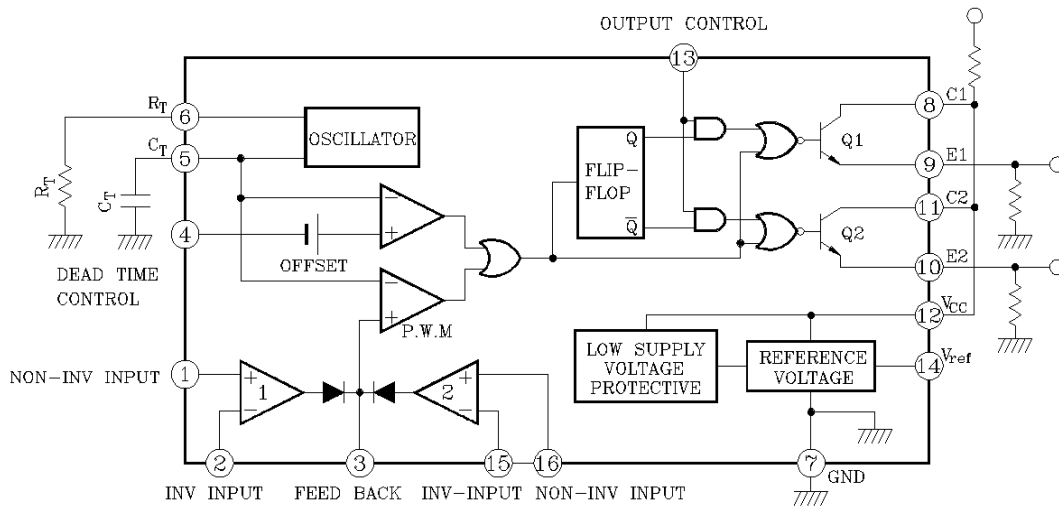 OUTPUT CONTROL
13
RT
6
CT
5
OSCILLATOR
RT
CT
4
OFFSET
DEAD TIME
CONTROL
P.W.M
FLIP-
FLOP
Q
Q̅
Q1
Q2
8
C1
9
E1
11
C2
10
E2
12
VCC
14
Vref
LOW SUPPLY
VOLTAGE
PROTECTIVE
REFERENCE
VOLTAGE
NON-INV INPUT
1
1
2
2
3
15
16
7
GND
INV INPUT
FEED BACK
INV-INPUT
NON-INV INPUT